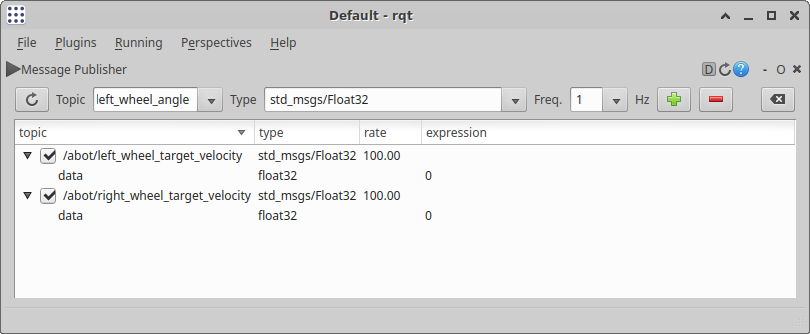 Default - rqt
File Plugins Running Perspectives Help
Message Publisher D ? - O
Topic left_wheel_angle Type std_msgs/Float32 Freq. 1 Hz
topic type rate expression
/abot/left_wheel_target_velocity std_msgs/Float32 100.00
data float32 0
/abot/right_wheel_target_velocity std_msgs/Float32 100.00
data float32 0